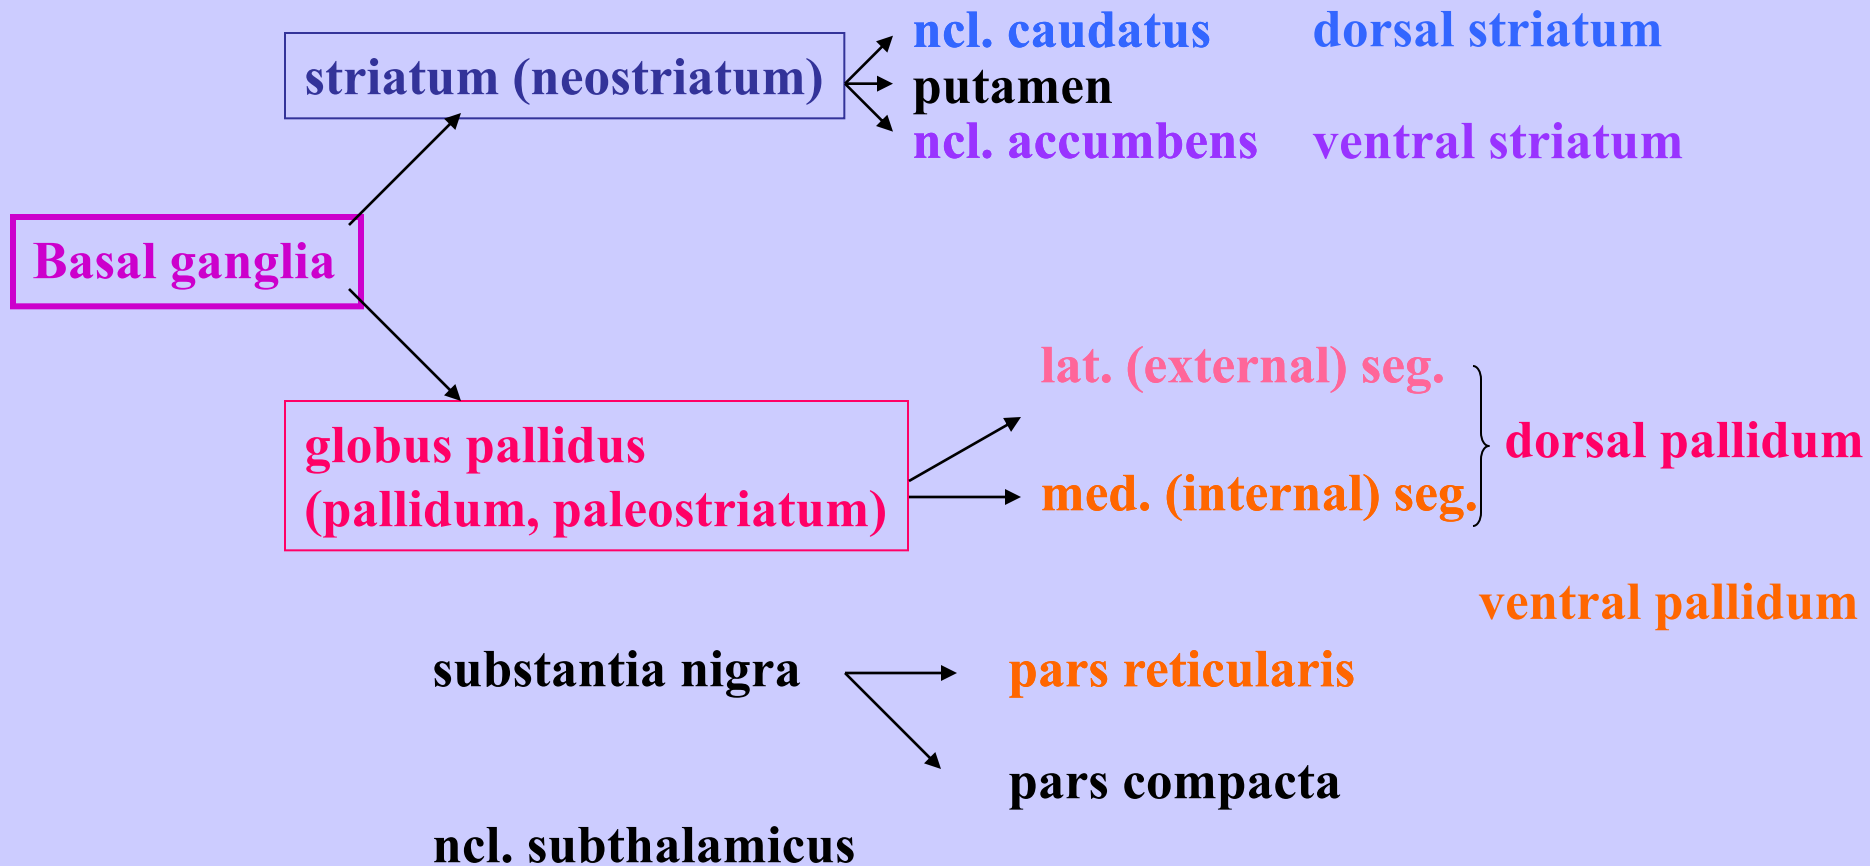 ncl. caudatus dorsal striatum
striatum (neostriatum)
putamen
ncl. accumbens ventral striatum
Basal ganglia
lat. (external) seg.
globus pallidus
dorsal pallidum
med. (internal) seg.
(pallidum, paleostriatum)
ventral pallidum
substantia nigra pars reticularis
pars compacta
ncl. subthalamicus